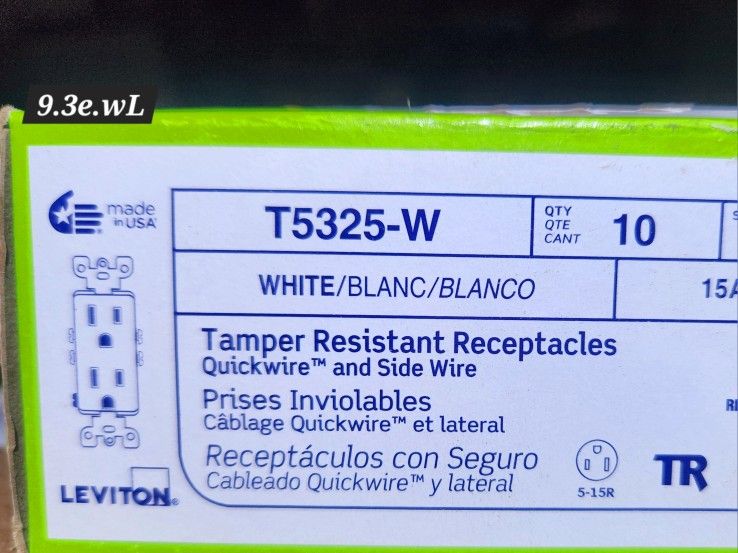 9.3e.wL
made
in USA
T5325-W
QTY
QTE
CANT
10
WHITE/BLANC/BLANCO
15A
Tamper Resistant Receptacles
Quickwire™ and Side Wire
Prises Inviolables
Câblage Quickwire™ et lateral
Receptáculos con Seguro
Cableado Quickwire™ y lateral
5-15R
TR
LEVITON®